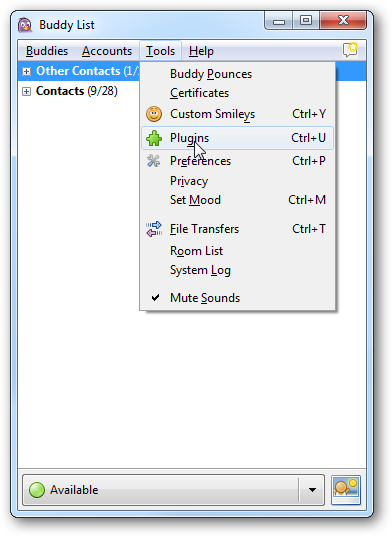 Buddy List
Buddies Accounts Tools Help
Other Contacts (1/
Contacts (9/28)
Buddy Pounces
Certificates
Custom Smileys Ctrl+Y
Plugins Ctrl+U
Preferences Ctrl+P
Privacy
Set Mood Ctrl+M
File Transfers Ctrl+T
Room List
System Log
Mute Sounds
Available